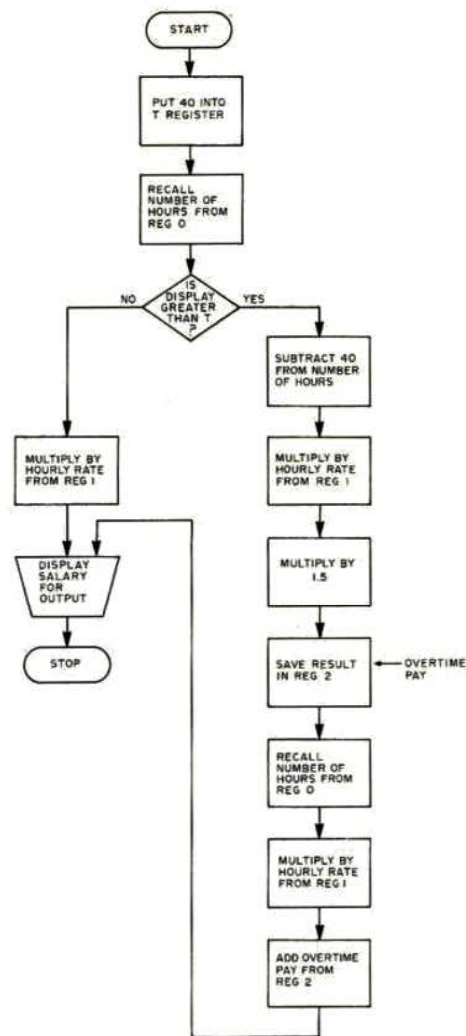 START
PUT 40 INTO
T REGISTER
RECALL
NUMBER OF
HOURS FROM
REG 0
IS
DISPLAY
GREATER
THAN T
?
NO
YES
SUBTRACT 40
FROM NUMBER
OF HOURS
MULTIPLY BY
HOURLY RATE
FROM REG 1
MULTIPLY BY
HOURLY RATE
FROM REG 1
MULTIPLY BY
1.5
DISPLAY
SALARY
FOR
OUTPUT
STOP
SAVE RESULT
IN REG 2
OVERTIME
PAY
RECALL
NUMBER OF
HOURS FROM
REG 0
MULTIPLY BY
HOURLY RATE
FROM REG 1
ADD OVERTIME
PAY FROM
REG 2